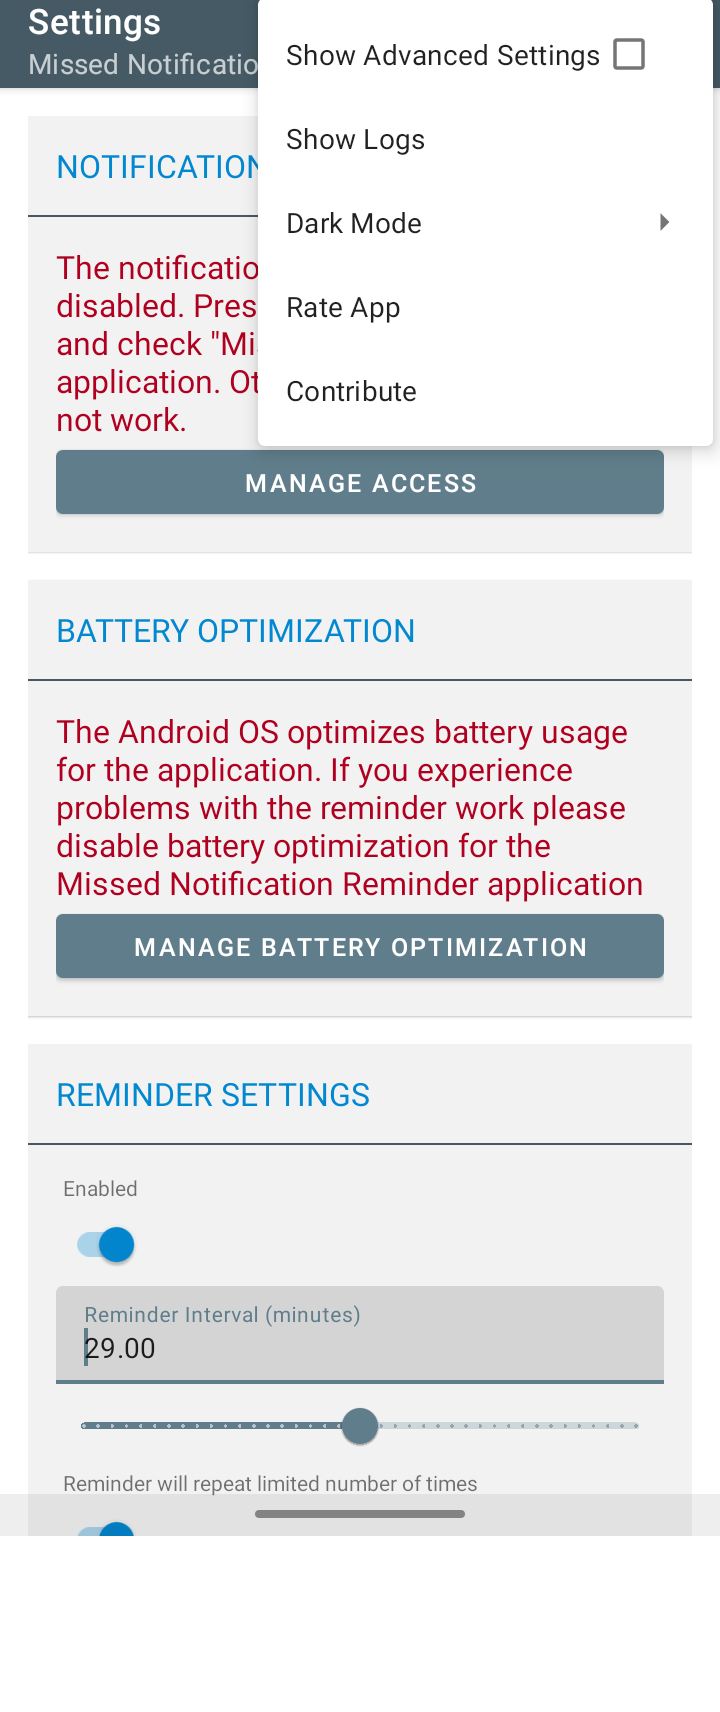 Settings
Missed Notificatio
Show Advanced Settings
Show Logs
Dark Mode
Rate App
Contribute
NOTIFICATION
The notificatio
disabled. Pres
and check "Mi
application. Ot
not work.
MANAGE ACCESS
BATTERY OPTIMIZATION
The Android OS optimizes battery usage
for the application. If you experience
problems with the reminder work please
disable battery optimization for the
Missed Notification Reminder application
MANAGE BATTERY OPTIMIZATION
REMINDER SETTINGS
Enabled
Reminder Interval (minutes)
29.00
Reminder will repeat limited number of times